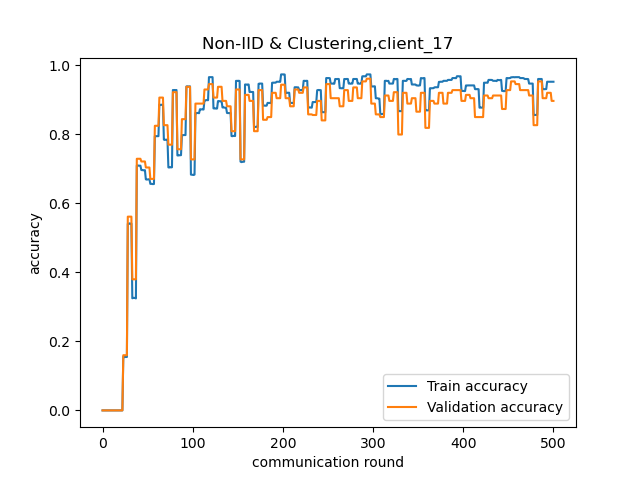 Non-IID & Clustering,client_17
accuracy
1.0
0.8
0.6
0.4
0.2
0.0
Train accuracy
Validation accuracy
0 100 200 300 400 500
communication round